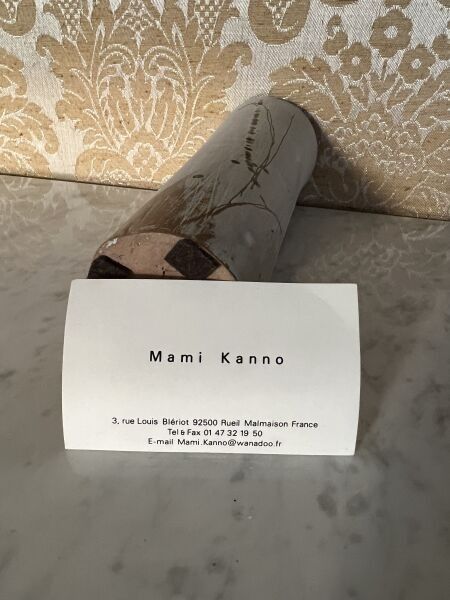 Mami Kanno
3, rue Louis Blériot 92500 Rueil Malmaison France
Tel & Fax 01 47 32 19 50
E-mail Mami.Kanno@wanadoo.fr